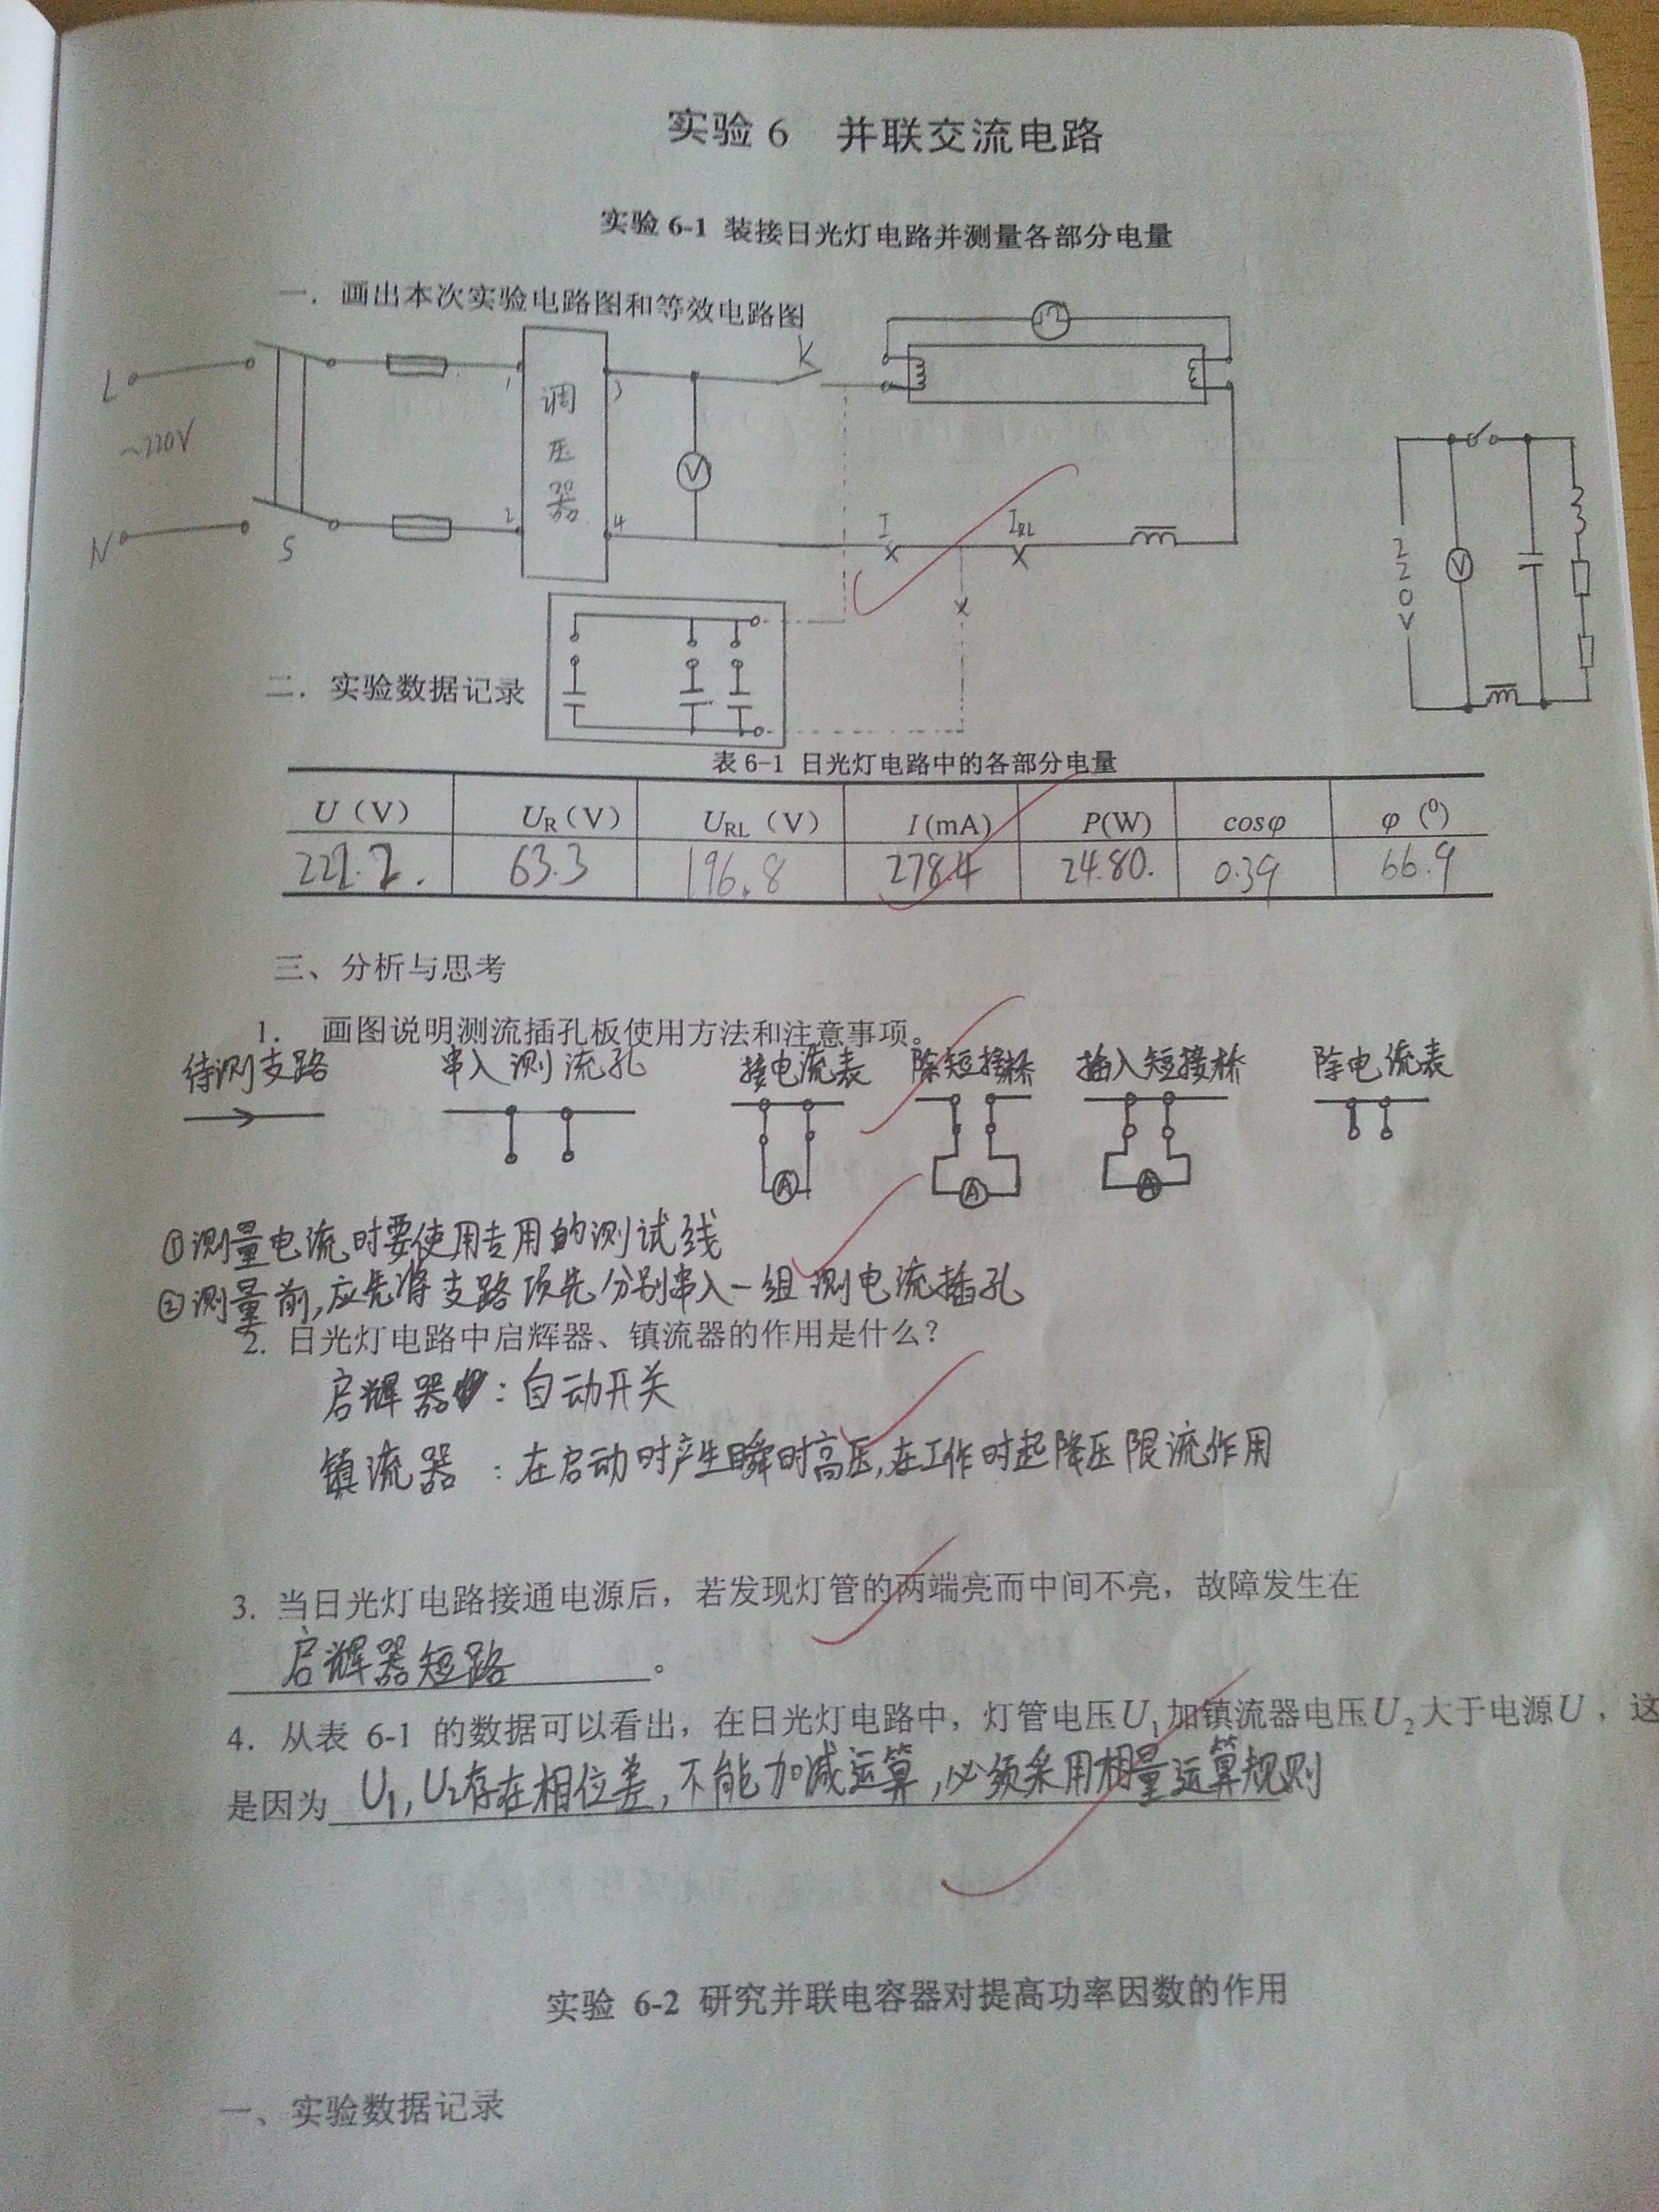 实验 6 并联交流电路
实验 6-1 装接日光灯电路并测量各部分电量
一. 画出本次实验电路图和等效电路图
L
~220V
N
S
1
2
调压器
3
4
V
K
I
I_RL
220V
V
二. 实验数据记录
表 6-1 日光灯电路中的各部分电量
U（V） U_R（V） U_RL（V） I(mA) P(W) cosφ φ（⁰）
63.3 196.8 278.4 24.80. 0.39 66.9
三、分析与思考
1. 画图说明测流插孔板使用方法和注意事项。
待测支路 串入测流孔 接电流表 除短接桥 插入短接桥 除电流表
A A A
①测量电流时要使用专用的测试线
②测量前,应先将支路预先分别串入一组测电流插孔
2. 日光灯电路中启辉器、镇流器的作用是什么?
启辉器：自动开关
镇流器：在启动时产生瞬时高压,在工作时起降压限流作用
3. 当日光灯电路接通电源后，若发现灯管的两端亮而中间不亮，故障发生在
启辉器短路。
4. 从表 6-1 的数据可以看出，在日光灯电路中，灯管电压U₁加镇流器电压U₂大于电源U，这
是因为 U₁,U₂存在相位差,不能加减运算,必须采用相量运算规则
实验 6-2 研究并联电容器对提高功率因数的作用
一、实验数据记录